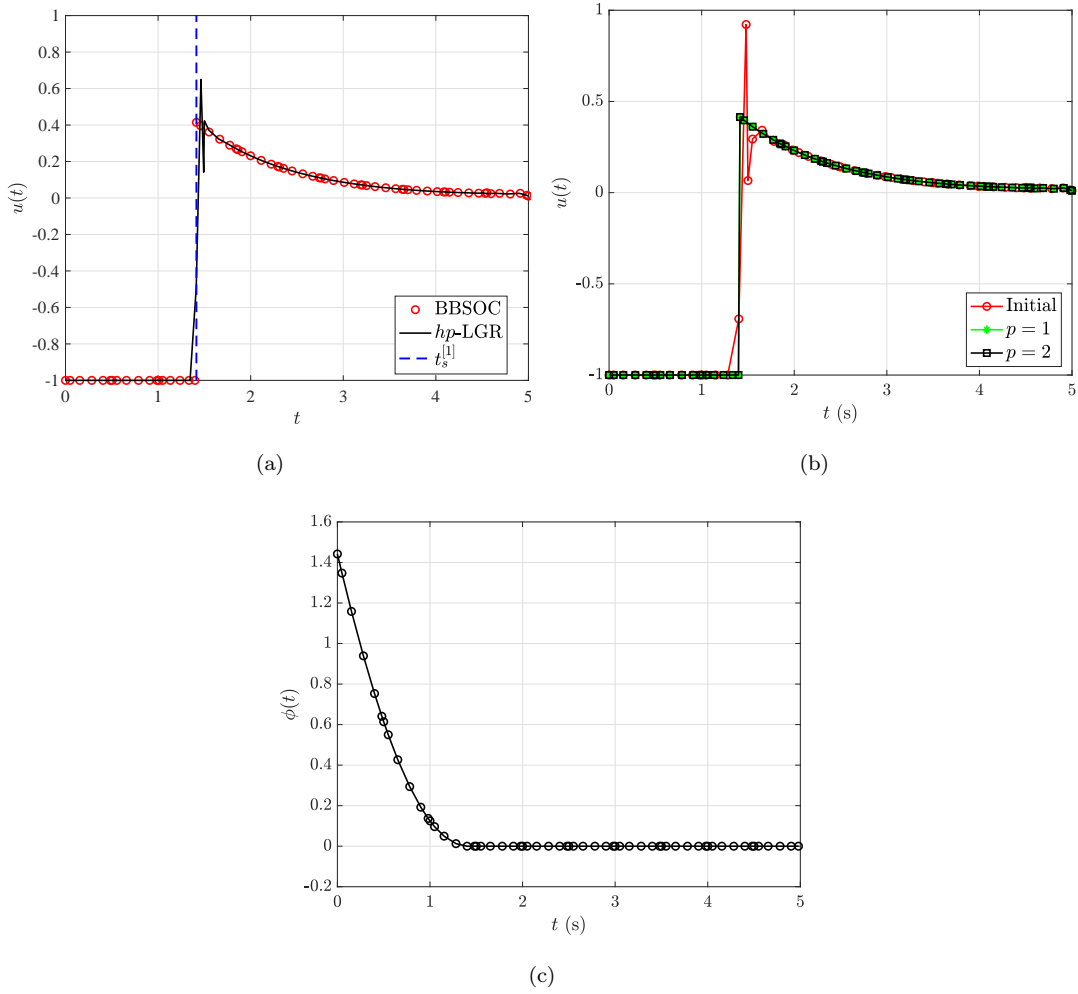 1
0.8
0.6
0.4
0.2
0
-0.2
-0.4
-0.6
-0.8
-1
u(t)
0 1 2 3 4 5
t
BBSOC
hp-LGR
t_s^{[1]}
(a)
1
0.5
0
-0.5
-1
u(t)
0 1 2 3 4 5
t (s)
Initial
p = 1
p = 2
(b)
1.6
1.4
1.2
1
0.8
0.6
0.4
0.2
0
-0.2
ϕ(t)
0 1 2 3 4 5
t (s)
(c)